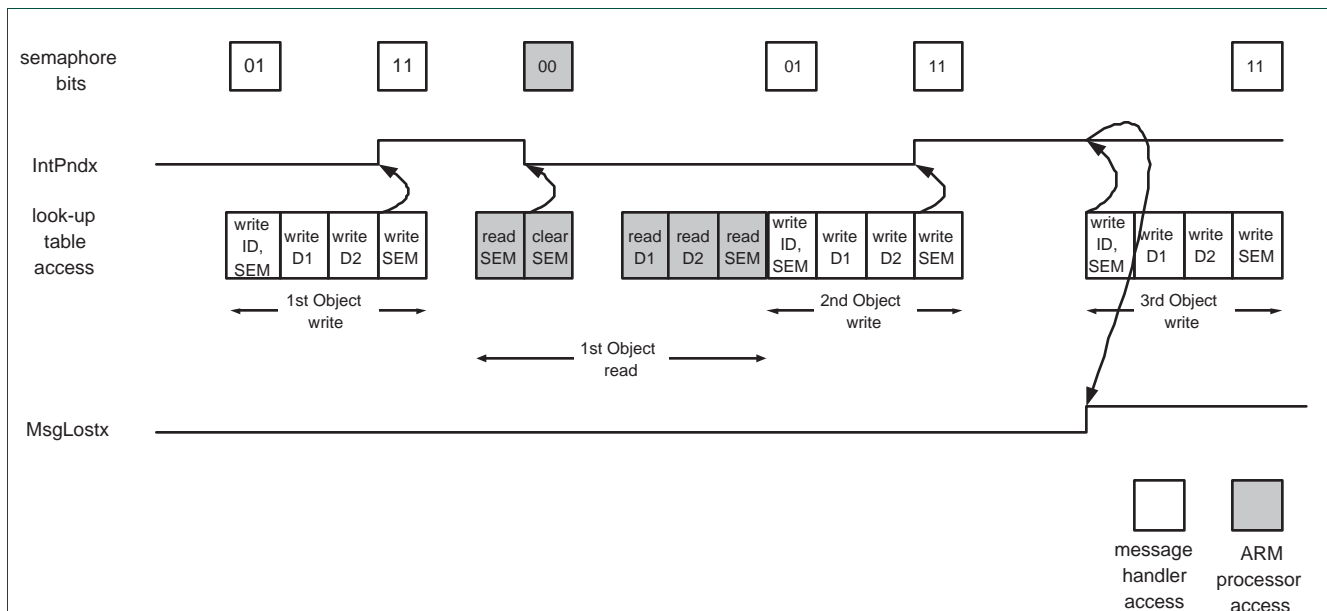 semaphore
bits
01
11
00
01
11
11
IntPndx
look-up
table
access
write
ID,
SEM
write
D1
write
D2
write
SEM
read
SEM
clear
SEM
read
D1
read
D2
read
SEM
write
ID,
SEM
write
D1
write
D2
write
SEM
write
ID,
SEM
write
D1
write
D2
write
SEM
1st Object
write
2nd Object
write
3rd Object
write
1st Object
read
MsgLostx
message
handler
access
ARM
processor
access